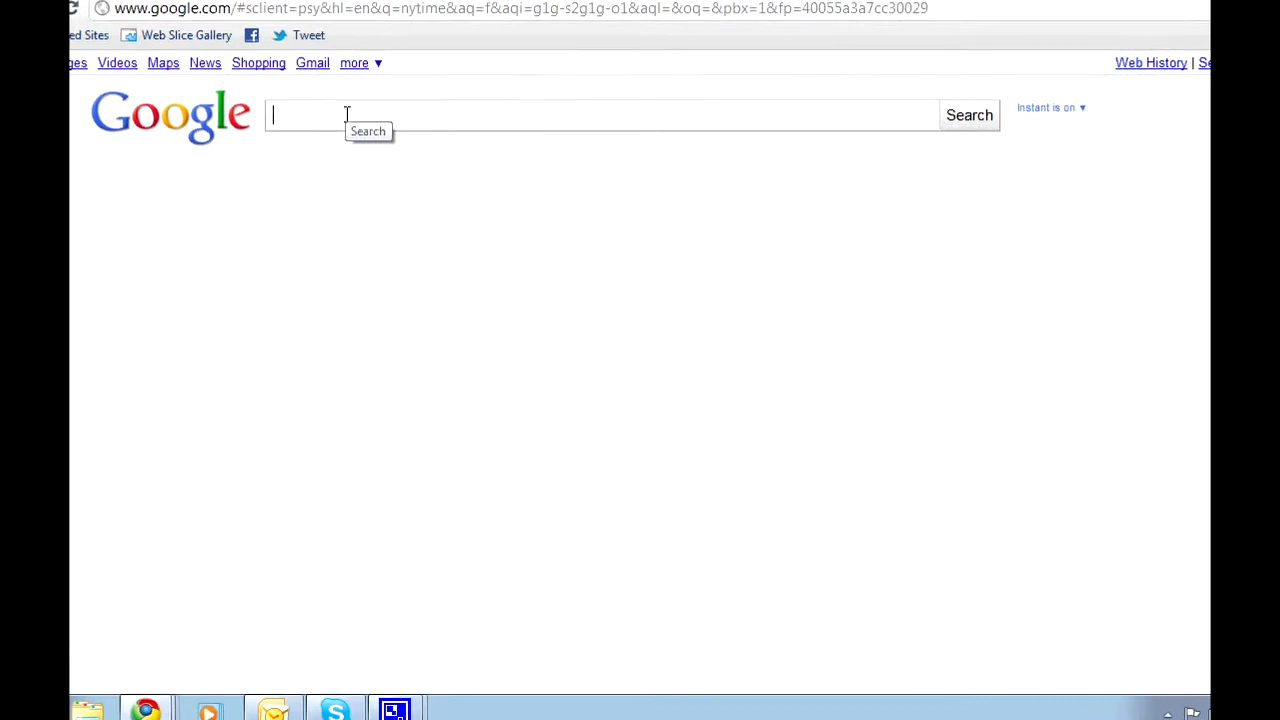 www.google.com/#sclient=psy&hl=en&q=nytime&aq=f&aqi=g1g-s2g1g-o1&aql=&oq=&pbx=1&fp=40055a3a7cc30029
ed Sites Web Slice Gallery Tweet
ges Videos Maps News Shopping Gmail more ▼ Web History | Se
Google Search Instant is on ▼
Search